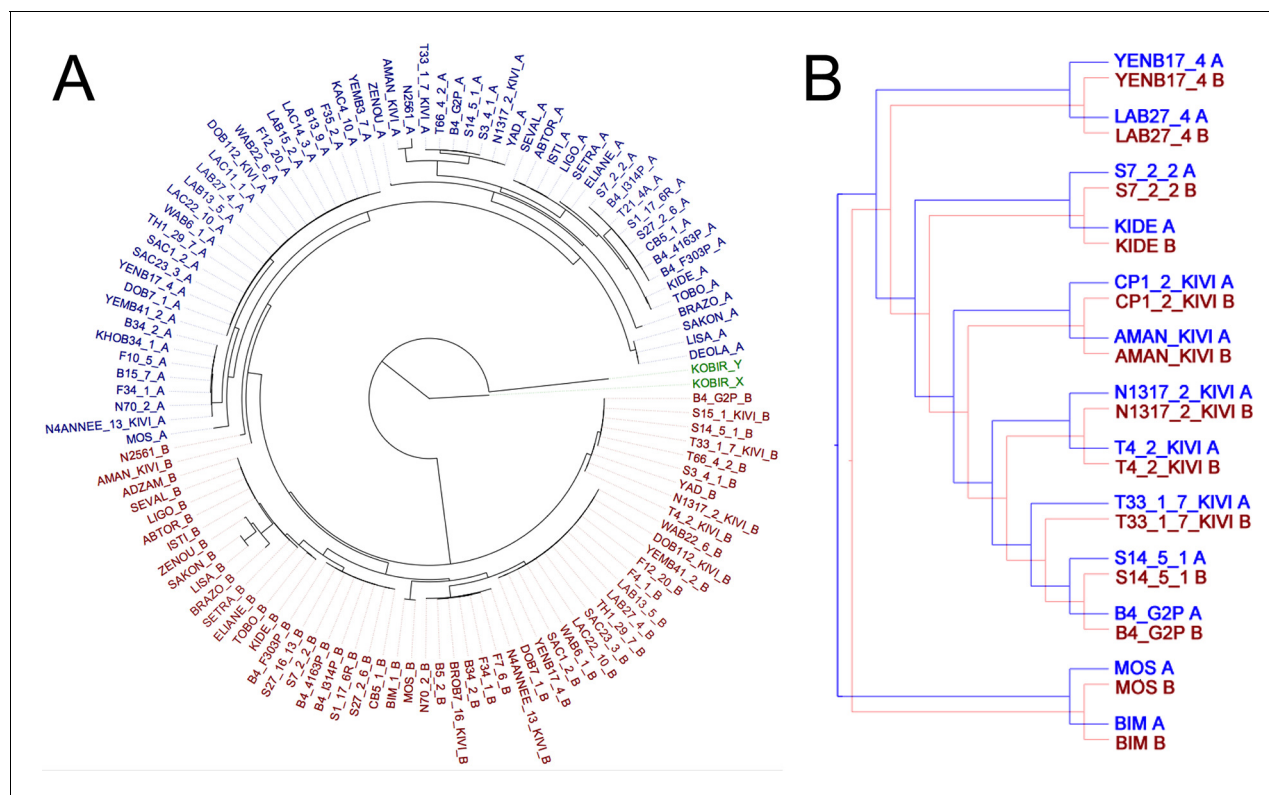 A
MOS_A
N4ANNEE_13_KIVI_A
N70_2_A
F34_1_A
B15_7_A
F10_5_A
KHOB34_1_A
B34_2_A
YEMB41_2_A
DOB7_1_A
YENB17_4_A
SAC23_3_A
SAC1_2_A
TH1_29_7_A
WAB6_1_A
LAC22_10_A
LAB13_5_A
LAB27_4_A
LAC11_1_A
DOB112_KIVI_A
WAB22_6_A
F12_20_A
LAB15_2_A
LAC14_3_A
B13_9_A
F35_2_A
KAC4_10_A
YEMB3_7_A
ZENOU_A
AMAN_KIVI_A
N2561_A
T33_1_7_KIVI_A
T66_4_2_A
B4_G2P_A
S14_5_1_A
S3_4_1_A
N1317_2_KIVI_A
YAD_A
SEVAL_A
ABTOR_A
ISTI_A
LIGO_A
SETRA_A
ELIANE_A
S7_2_2_A
B4_I314P_A
T21_4A_A
S1_17_6R_A
S27_2_6_A
CB5_1_A
B4_4163P_A
B4_F303P_A
KIDE_A
TOBO_A
BRAZO_A
SAKON_A
LISA_A
DEOLA_A
KOBIR_Y
KOBIR_X
B4_G2P_B
S15_1_KIVI_B
S14_5_1_B
T33_1_7_KIVI_B
T66_4_2_B
S3_4_1_B
YAD_B
N1317_2_KIVI_B
T4_2_KIVI_B
WAB22_6_B
DOB112_KIVI_B
YEMB41_2_B
F12_20_B
F4_1_B
LAB13_5_B
LAB27_4_B
TH1_29_7_B
SAC23_3_B
LAC22_10_B
WAB6_1_B
SAC1_2_B
YENB17_4_B
DOB7_1_B
N4ANNEE_13_KIVI_B
F7_6_B
F34_1_B
B34_2_B
BROB7_16_KIVI_B
B5_2_B
N70_2_B
MOS_B
BIM_1_B
CB5_1_B
S27_2_6_B
S1_17_6R_B
B4_I314P_B
B4_4163P_B
S7_2_2_B
S27_16_13_B
B4_F303P_B
KIDE_B
TOBO_B
ELIANE_B
SETRA_B
BRAZO_B
LISA_B
SAKON_B
ZENOU_B
ISTI_B
ABTOR_B
LIGO_B
SEVAL_B
ADZAM_B
AMAN_KIVI_B
N2561_B
B
YENB17_4 A
YENB17_4 B
LAB27_4 A
LAB27_4 B
S7_2_2 A
S7_2_2 B
KIDE A
KIDE B
CP1_2_KIVI A
CP1_2_KIVI B
AMAN_KIVI A
AMAN_KIVI B
N1317_2_KIVI A
N1317_2_KIVI B
T4_2_KIVI A
T4_2_KIVI B
T33_1_7_KIVI A
T33_1_7_KIVI B
S14_5_1 A
S14_5_1 B
B4_G2P A
B4_G2P B
MOS A
MOS B
BIM A
BIM B